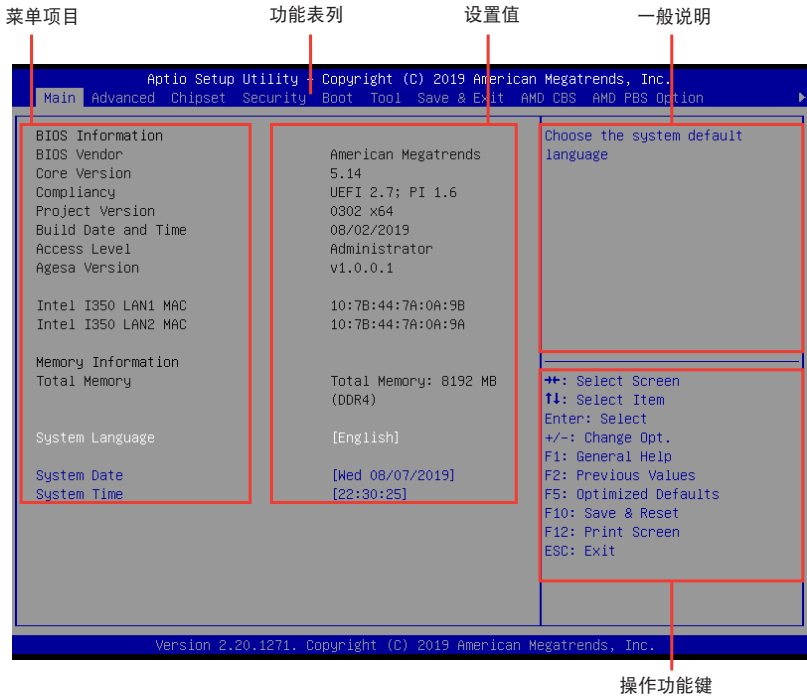 菜单项目 功能表列 设置值 一般说明
Aptio Setup Utility - Copyright (C) 2019 American Megatrends, Inc.
Main Advanced Chipset Security Boot Tool Save & Exit AMD CBS AMD PBS Option
BIOS Information
BIOS Vendor American Megatrends
Core Version 5.14
Compliancy UEFI 2.7; PI 1.6
Project Version 0302 x64
Build Date and Time 08/02/2019
Access Level Administrator
Agesa Version v1.0.0.1
Intel I350 LAN1 MAC 10:7B:44:7A:0A:9B
Intel I350 LAN2 MAC 10:7B:44:7A:0A:9A
Memory Information
Total Memory Total Memory: 8192 MB
(DDR4)
System Language [English]
System Date [Wed 08/07/2019]
System Time [22:30:25]
Choose the system default
language
→←: Select Screen
↑↓: Select Item
Enter: Select
+/-: Change Opt.
F1: General Help
F2: Previous Values
F5: Optimized Defaults
F10: Save & Reset
F12: Print Screen
ESC: Exit
Version 2.20.1271. Copyright (C) 2019 American Megatrends, Inc.
操作功能键